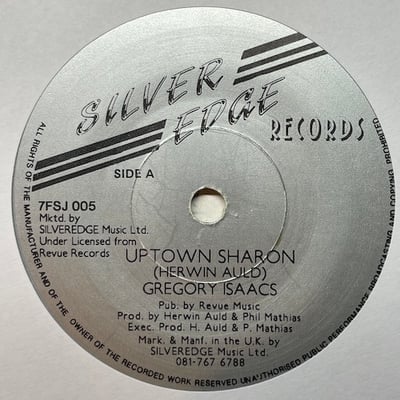 SILVER
EDGE
RECORDS
SIDE A
7FSJ 005
Mktd. by
SILVEREDGE Music Ltd.
Under Licensed from
Revue Records
UPTOWN SHARON
(HERWIN AULD)
GREGORY ISAACS
Pub. by Revue Music
Prod. by Herwin Auld & Phil Mathias
Exec. Prod. H. Auld & P. Mathias
Mark. & Manf. in the U.K. by
SILVEREDGE Music Ltd.
081-767 6788
ALL RIGHTS OF THE MANUFACTURER AND OF THE OWNER OF THE RECORDED WORK RESERVED UNAUTHORISED PUBLIC PERFORMANCE BROADCASTING AND COPYING PROHIBITED